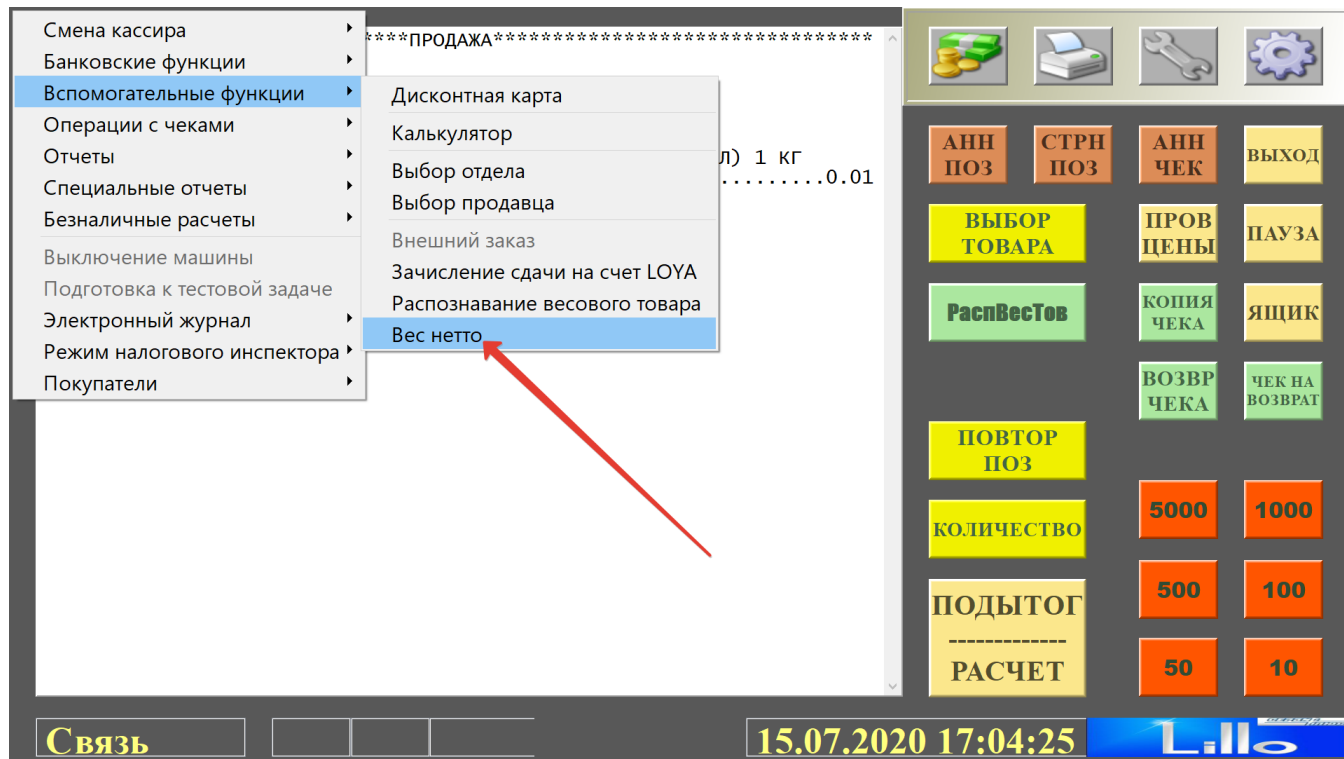 Смена кассира
Банковские функции
Вспомогательные функции
Операции с чеками
Отчеты
Специальные отчеты
Безналичные расчеты
Выключение машины
Подготовка к тестовой задаче
Электронный журнал
Режим налогового инспектора
Покупатели
Дисконтная карта
Калькулятор
Выбор отдела
Выбор продавца
Внешний заказ
Зачисление сдачи на счет LOYA
Распознавание весового товара
Вес нетто
****ПРОДАЖА********************************
Л) 1 КГ
.........0.01
АНН
ПОЗ
СТРН
ПОЗ
АНН
ЧЕК
ВЫХОД
ВЫБОР
ТОВАРА
ПРОВ
ЦЕНЫ
ПАУЗА
РаспВесТов
КОПИЯ
ЧЕКА
ЯЩИК
ВОЗВР
ЧЕКА
ЧЕК НА
ВОЗВРАТ
ПОВТОР
ПОЗ
КОЛИЧЕСТВО
5000
1000
ПОДЫТОГ
-------------
РАСЧЕТ
500
100
50
10
Связь
15.07.2020 17:04:25
Lillo